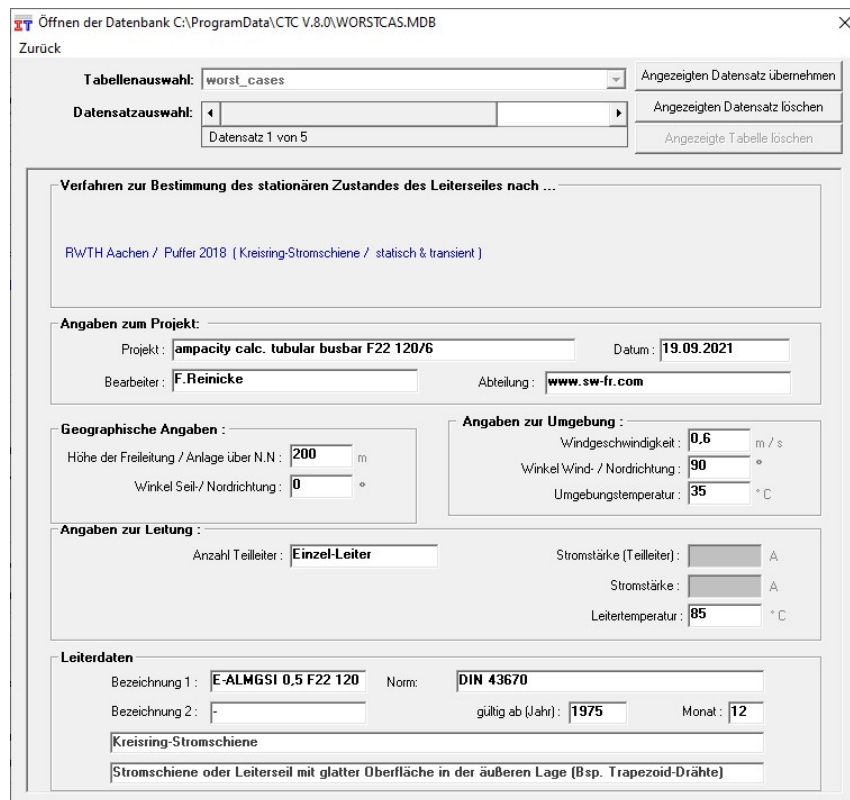 Öffnen der Datenbank C:\ProgramData\CTC V.8.0\WORSTCAS.MDB
Zurück
Tabellenauswahl: worst_cases
Angezeigten Datensatz übernehmen
Datensatzauswahl:
Angezeigten Datensatz löschen
Datensatz 1 von 5
Angezeigte Tabelle löschen
Verfahren zur Bestimmung des stationären Zustandes des Leiterseiles nach ...
RWTH Aachen / Puffer 2018 ( Kreisring-Stromschiene / statisch & transient )
Angaben zum Projekt:
Projekt : ampacity calc. tubular busbar F22 120/6 Datum : 19.09.2021
Bearbeiter : F.Reinicke Abteilung : www.sw-fr.com
Geographische Angaben :
Höhe der Freileitung / Anlage über N.N : 200 m
Winkel Seil-/ Nordrichtung : 0 °
Angaben zur Umgebung :
Windgeschwindigkeit : 0,6 m / s
Winkel Wind- / Nordrichtung : 90 °
Umgebungstemperatur : 35 ° C
Angaben zur Leitung :
Anzahl Teilleiter : Einzel-Leiter Stromstärke (Teilleiter) : A
Stromstärke : A
Leitertemperatur : 85 ° C
Leiterdaten
Bezeichnung 1 : E-ALMGSI 0,5 F22 120 Norm: DIN 43670
Bezeichnung 2 : - gültig ab (Jahr) : 1975 Monat : 12
Kreisring-Stromschiene
Stromschiene oder Leiterseil mit glatter Oberfläche in der äußeren Lage (Bsp. Trapezoid-Drähte)